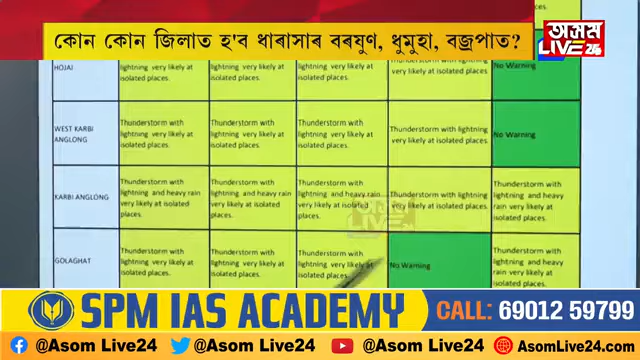 কোন কোন জিলাত হ'ব ধাৰাসাৰ বৰষুণ, ধুমুহা, বজ্ৰপাত?
অসম
LIVE 24
HOJAI
lightning very likely at isolated places.
lightning very likely at isolated places.
lightning very likely at isolated places.
Thunderstorm with lightning very likely at isolated places.
No Warning
WEST KARBI ANGLONG
Thunderstorm with lightning very likely at isolated places.
Thunderstorm with lightning very likely at isolated places.
Thunderstorm with lightning very likely at isolated places.
Thunderstorm with lightning very likely at isolated places.
No Warning
KARBI ANGLONG
Thunderstorm with lightning and heavy rain very likely at isolated places.
Thunderstorm with lightning and heavy rain very likely at isolated places.
Thunderstorm with lightning and heavy rain very likely at isolated places.
Thunderstorm with lightning very likely at isolated places.
Thunderstorm with lightning and heavy rain very likely at isolated places.
GOLAGHAT
Thunderstorm with lightning very likely at isolated places.
Thunderstorm with lightning very likely at isolated places.
Thunderstorm with lightning very likely at isolated places.
No Warning
Thunderstorm with lightning and heavy rain very likely at isolated places.
SPM IAS ACADEMY
CALL: 69012 59799
@Asom Live24
@Asom Live24
@Asom Live24
@Asomlive24.com